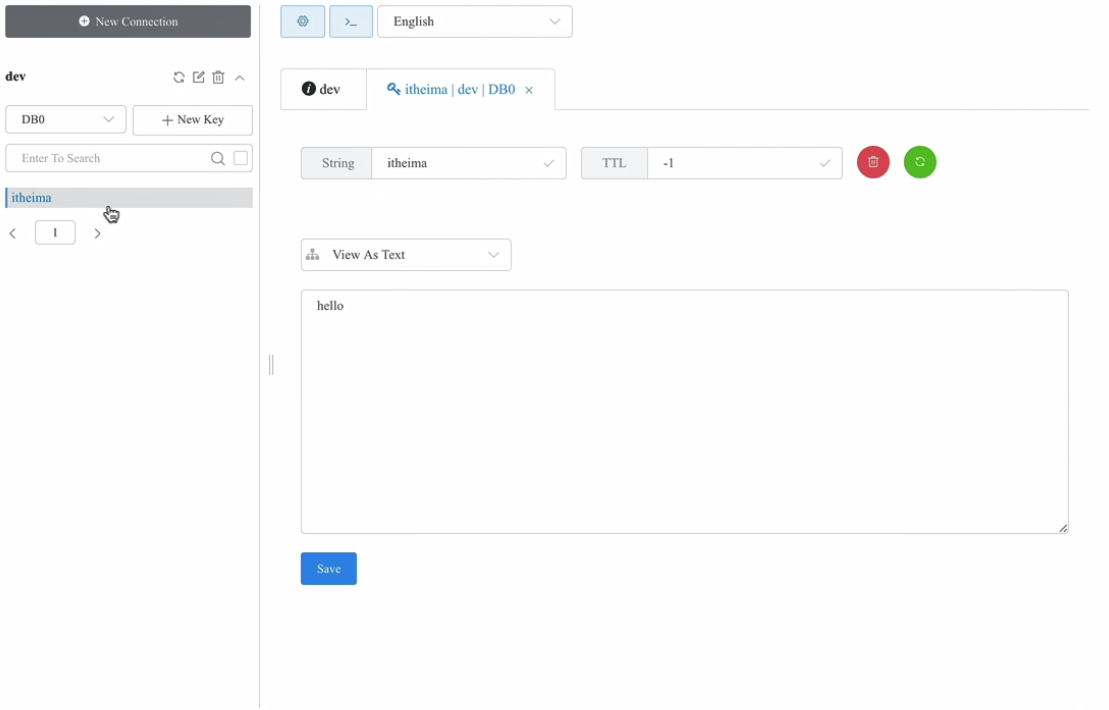 New Connection
English
dev
dev
itheima | dev | DB0
DB0
New Key
Enter To Search
String
itheima
TTL
-1
itheima
1
View As Text
hello
Save